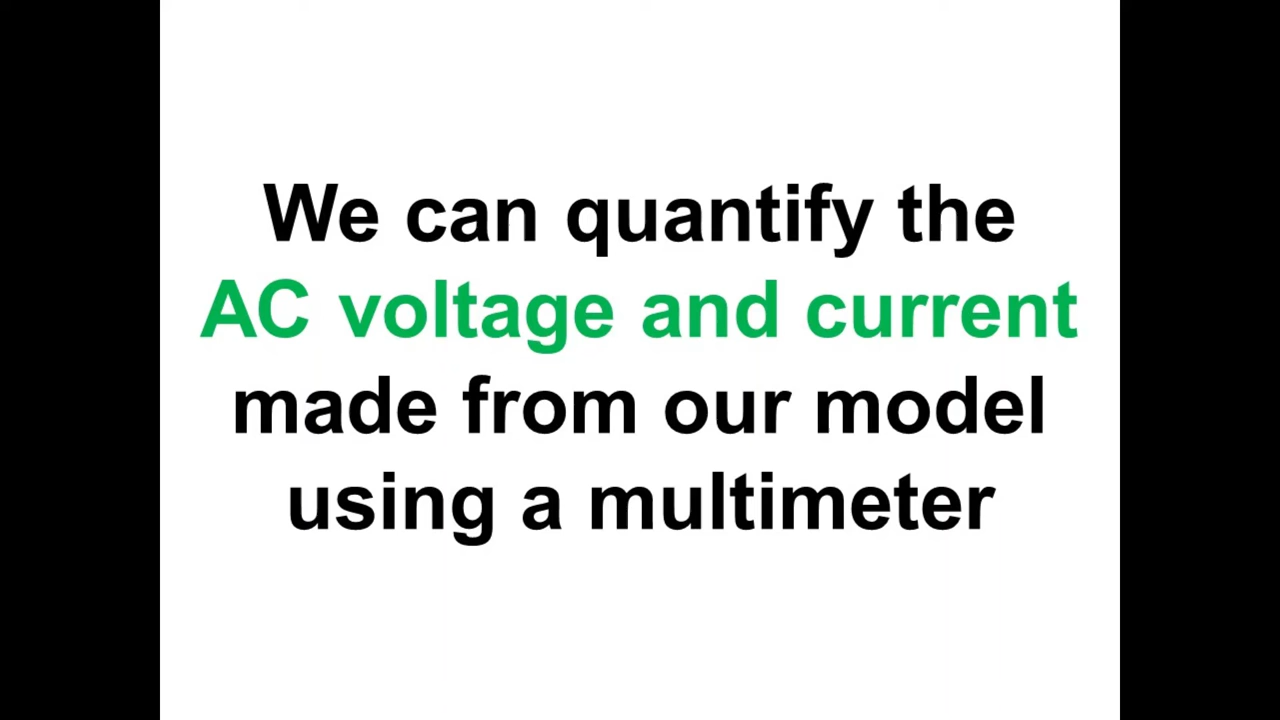 We can quantify the
AC voltage and current
made from our model
using a multimeter